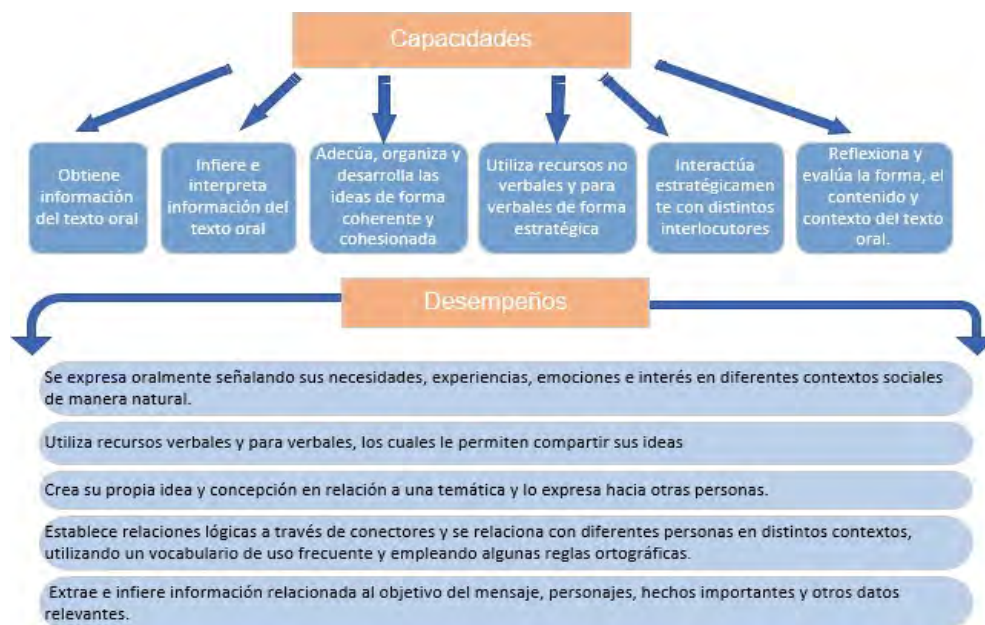 Capacidades
Obtiene
información
del texto oral
Infiere e
interpreta
información del
texto oral
Adecúa, organiza y
desarrolla las
ideas de forma
coherente y
cohesionada
Utiliza recursos no
verbales y para
verbales de forma
estratégica
Interactúa
estratégicamen
te con distintos
interlocutores
Reflexiona y
evalúa la forma, el
contenido y
contexto del texto
oral.
Desempeños
Se expresa oralmente señalando sus necesidades, experiencias, emociones e interés en diferentes contextos sociales
de manera natural.
Utiliza recursos verbales y para verbales, los cuales le permiten compartir sus ideas
Crea su propia idea y concepción en relación a una temática y lo expresa hacia otras personas.
Establece relaciones lógicas a través de conectores y se relaciona con diferentes personas en distintos contextos,
utilizando un vocabulario de uso frecuente y empleando algunas reglas ortográficas.
Extrae e infiere información relacionada al objetivo del mensaje, personajes, hechos importantes y otros datos
relevantes.